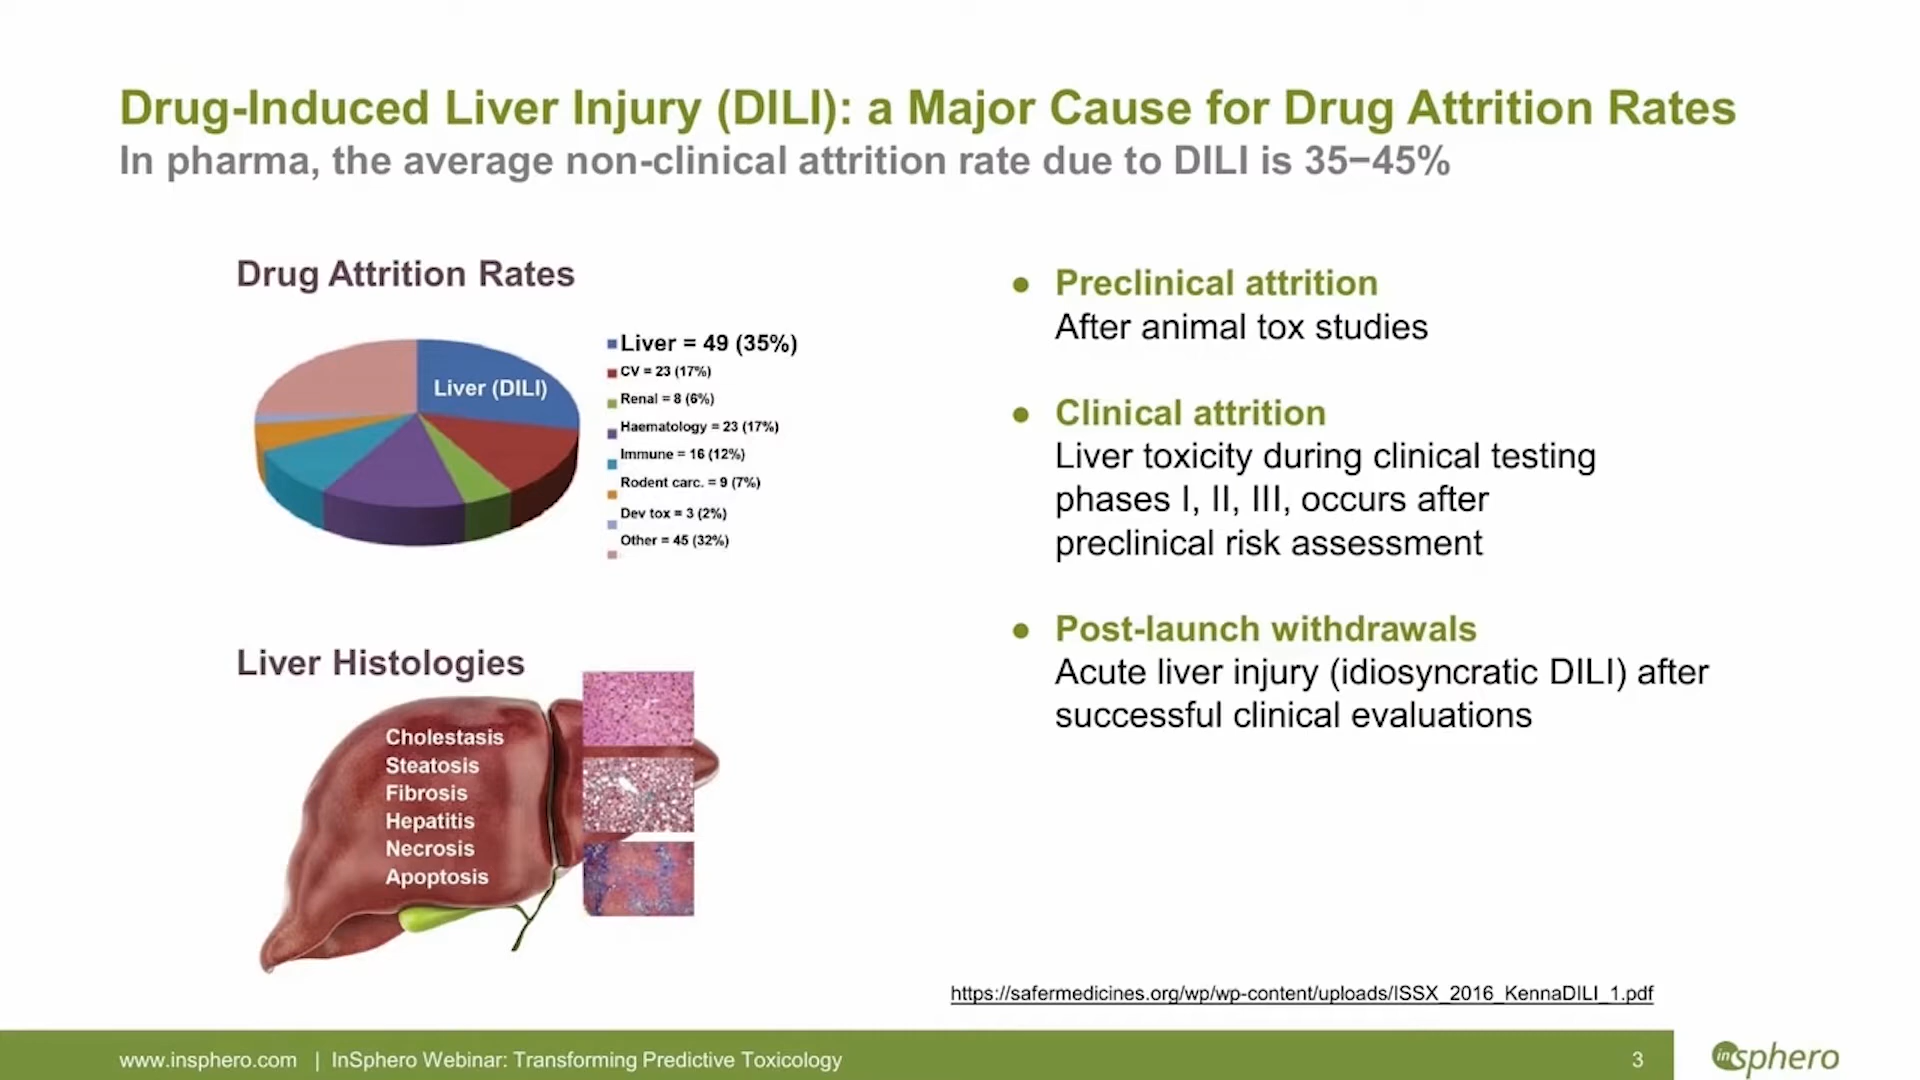 Drug-Induced Liver Injury (DILI): a Major Cause for Drug Attrition Rates
In pharma, the average non-clinical attrition rate due to DILI is 35–45%
Drug Attrition Rates
Liver (DILI)
Liver = 49 (35%)
CV = 23 (17%)
Renal = 8 (6%)
Haematology = 23 (17%)
Immune = 16 (12%)
Rodent carc. = 9 (7%)
Dev tox = 3 (2%)
Other = 45 (32%)
Liver Histologies
Cholestasis
Steatosis
Fibrosis
Hepatitis
Necrosis
Apoptosis
● Preclinical attrition
After animal tox studies
● Clinical attrition
Liver toxicity during clinical testing
phases I, II, III, occurs after
preclinical risk assessment
● Post-launch withdrawals
Acute liver injury (idiosyncratic DILI) after
successful clinical evaluations
https://safermedicines.org/wp/wp-content/uploads/ISSX_2016_KennaDILI_1.pdf
www.insphero.com | InSphero Webinar: Transforming Predictive Toxicology
3
insphero